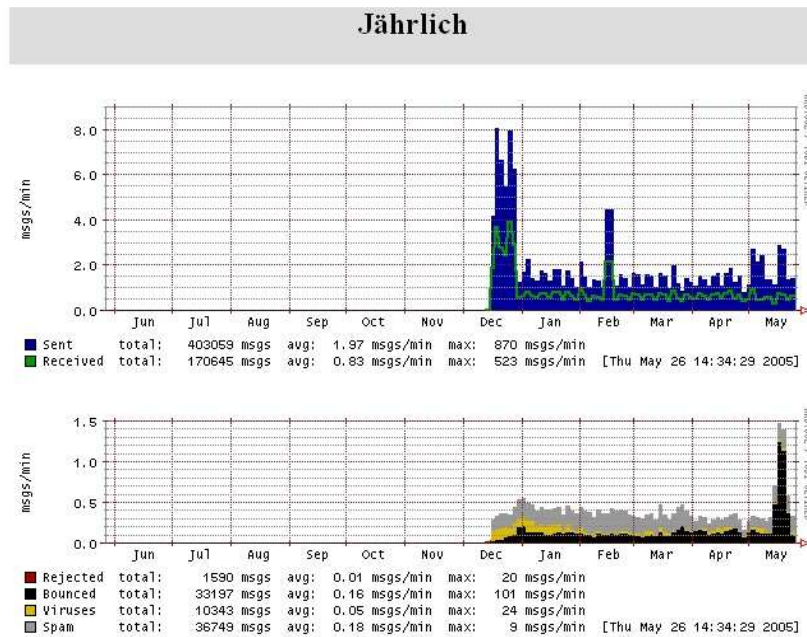 Jährlich
8.0
6.0
4.0
2.0
0.0
msgs/min
Jun Jul Aug Sep Oct Nov Dec Jan Feb Mar Apr May
Sent total: 403059 msgs avg: 1.97 msgs/min max: 870 msgs/min
Received total: 170645 msgs avg: 0.83 msgs/min max: 523 msgs/min [Thu May 26 14:34:29 2005]
1.5
1.0
0.5
0.0
msgs/min
Jun Jul Aug Sep Oct Nov Dec Jan Feb Mar Apr May
Rejected total: 1590 msgs avg: 0.01 msgs/min max: 20 msgs/min
Bounced total: 33197 msgs avg: 0.16 msgs/min max: 101 msgs/min
Viruses total: 10343 msgs avg: 0.05 msgs/min max: 24 msgs/min
Spam total: 36749 msgs avg: 0.18 msgs/min max: 9 msgs/min [Thu May 26 14:34:29 2005]